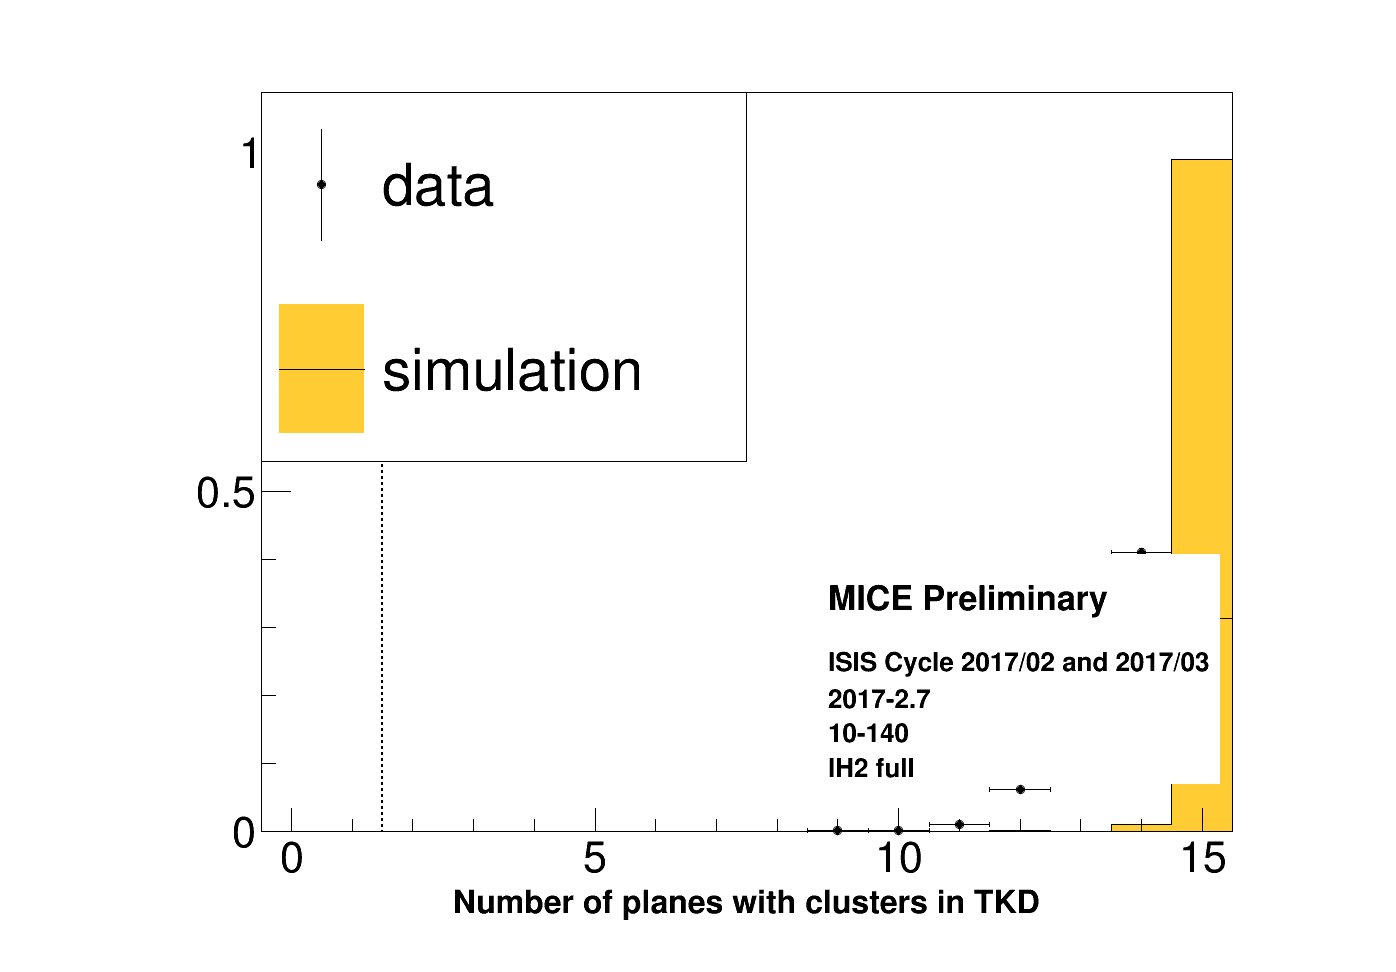 1
data
simulation
0.5
MICE Preliminary
ISIS Cycle 2017/02 and 2017/03
2017-2.7
10-140
IH2 full
0
0 5 10 15
Number of planes with clusters in TKD